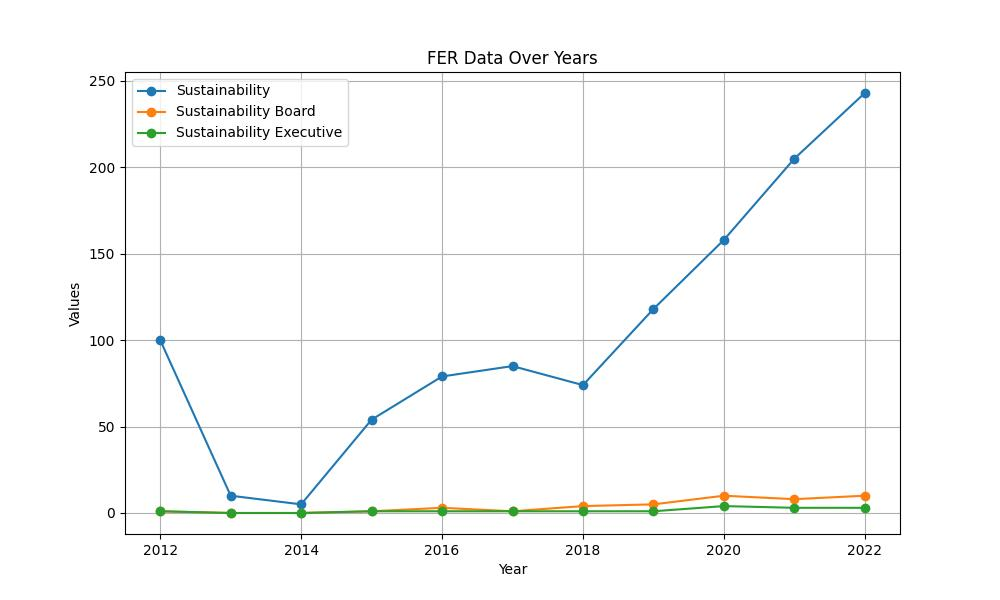 FER Data Over Years
Sustainability
Sustainability Board
Sustainability Executive
250
200
150
100
50
0
Values
2012 2014 2016 2018 2020 2022
Year